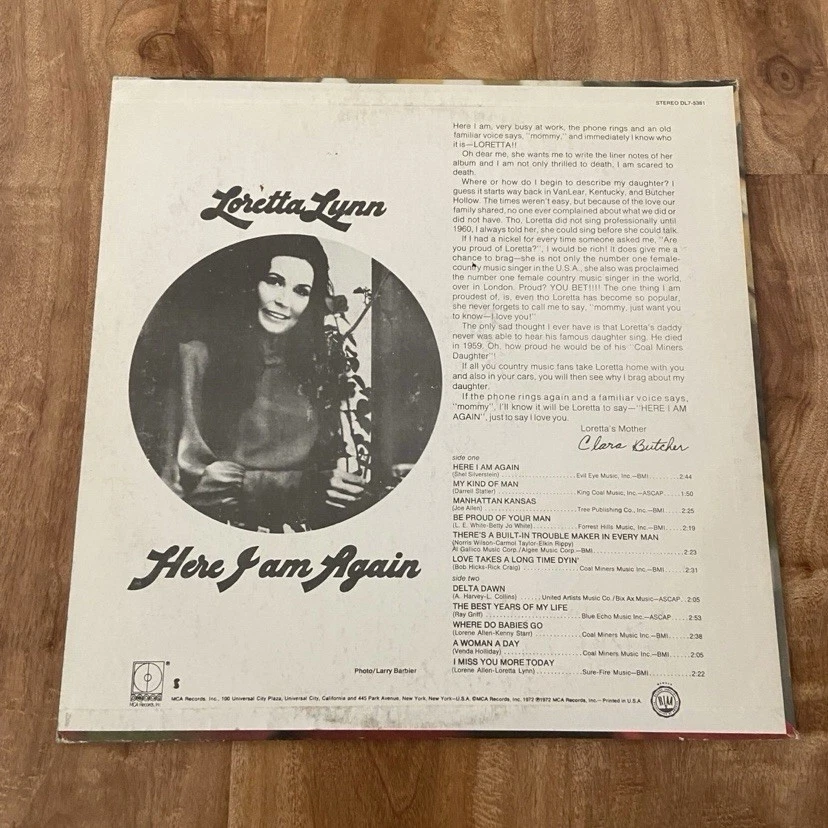 STEREO DL7-5381
Here I am, very busy at work, the phone rings and an old
familiar voice says, "mommy," and immediately I know who
it is—LORETTA!!
Oh dear me, she wants me to write the liner notes of her
album and I am not only thrilled to death, I am scared to
death.
Where or how do I begin to describe my daughter? I
guess it starts way back in VanLear, Kentucky, and Butcher
Hollow. The times weren't easy, but because of the love our
family shared, no one ever complained about what we did or
did not have. Tho, Loretta did not sing professionally until
1960, I always told her, she could sing before she could talk.
If I had a nickel for every time someone asked me, "Are
you proud of Loretta?", I would be rich! It does give me a
chance to brag—she is not only the number one female-
country music singer in the U.S.A., she also was proclaimed
the number one female country music singer in the world,
over in London. Proud? YOU BET!!!! The one thing I am
proudest of, is, even tho Loretta has become so popular,
she never forgets to call me to say, "mommy, just want you
to know—I love you!"
The only sad thought I ever have is that Loretta's daddy
never was able to hear his famous daughter sing. He died
in 1959. Oh, how proud he would be of his "Coal Miners
Daughter"!
If all you country music fans take Loretta home with you
and also in your cars, you will then see why I brag about my
daughter.
If the phone rings again and a familiar voice says,
"mommy", I'll know it will be Loretta to say—"HERE I AM
AGAIN", just to say I love you.
Loretta's Mother
Clara Butcher
Loretta Lynn
Here I am Again
side one
HERE I AM AGAIN
(Shel Silverstein) Evil Eye Music, Inc.—BMI 2:44
MY KIND OF MAN
(Darrell Statler) King Coal Music, Inc.—ASCAP 1:50
MANHATTAN KANSAS
(Joe Allen) Tree Publishing Co., Inc.—BMI 2:25
BE PROUD OF YOUR MAN
(L. E. White-Betty Jo White) Forrest Hills Music, Inc.—BMI 2:19
THERE'S A BUILT-IN TROUBLE MAKER IN EVERY MAN
(Norris Wilson-Carmol Taylor-Elkin Rippy)
Al Gallico Music Corp./Algee Music Corp.—BMI 2:23
LOVE TAKES A LONG TIME DYIN'
(Bob Hicks-Rick Craig) Coal Miners Music Inc.—BMI 2:31
side two
DELTA DAWN
(A. Harvey-L. Collins) United Artists Music Co./Bix Ax Music—ASCAP 2:05
THE BEST YEARS OF MY LIFE
(Ray Griff) Blue Echo Music Inc.—ASCAP 2:53
WHERE DO BABIES GO
(Lorene Allen-Kenny Starr) Coal Miners Music Inc.—BMI 2:38
A WOMAN A DAY
(Venda Holliday) Coal Miners Music Inc.—BMI 2:05
I MISS YOU MORE TODAY
(Lorene Allen-Loretta Lynn) Sure-Fire Music—BMI 2:22
Photo/Larry Barbier
S
MCA Records, Inc.
MCA Records, Inc., 100 Universal City Plaza, Universal City, California and 445 Park Avenue, New York, New York—U.S.A. ©MCA Records, Inc. 1972 ℗1972 MCA Records, Inc.— Printed in U.S.A.